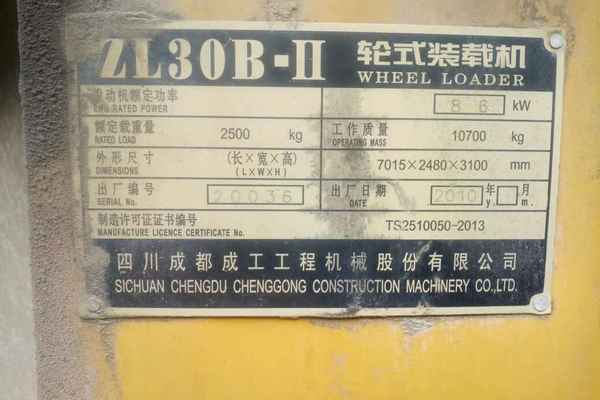 ZL30B-II 轮式装载机
WHEEL LOADER
发动机额定功率 86 kW
ENG RATED POWER
额定载重量 2500 kg 工作质量 10700 kg
RATED LOAD OPERATING MASS
外形尺寸 (长×宽×高) 7015×2480×3100 mm
DIMENSIONS (L×W×H)
出厂编号 20036 出厂日期 2010 年 月
SERIAL No. DATE y. m.
制造许可证证书编号 TS2510050-2013
MANUFACTURE LICENCE CERTIFICATE No.
四川成都成工工程机械股份有限公司
SICHUAN CHENGDU CHENGGONG CONSTRUCTION MACHINERY CO.,LTD.